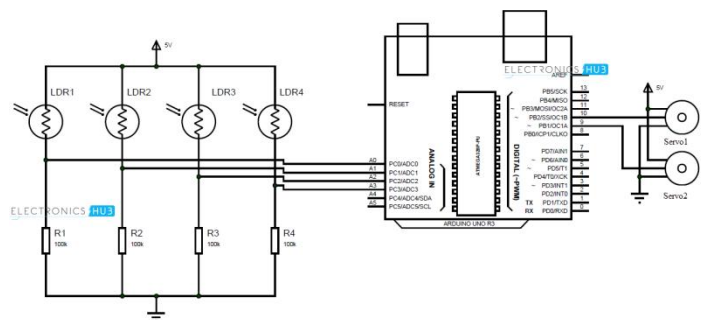 5V
LDR1
LDR2
LDR3
LDR4
ELECTRONICS HU3
R1
100k
R2
100k
R3
100k
R4
100k
ELECTRONICS HU3
AREF
RESET
PB5/SCK 13
PB4/MISO 12
~ PB3/MOSI/OC2A 11
~ PB2/SS/OC1B 10
~ PB1/OC1A 9
PB0/ICP1/CLKO 8
A0 PC0/ADC0
A1 PC1/ADC1
A2 PC2/ADC2
A3 PC3/ADC3
A4 PC4/ADC4/SDA
A5 PC5/ADC5/SCL
ANALOG IN
ATMEGA328P-PU
DIGITAL (~PWM)
PD7/AIN1 7
~ PD6/AIN0 6
~ PD5/T1 5
PD4/T0/XCK 4
~ PD3/INT1 3
PD2/INT0 2
TX PD1/TXD 1
RX PD0/RXD 0
ARDUINO UNO R3
5V
Servo1
Servo2